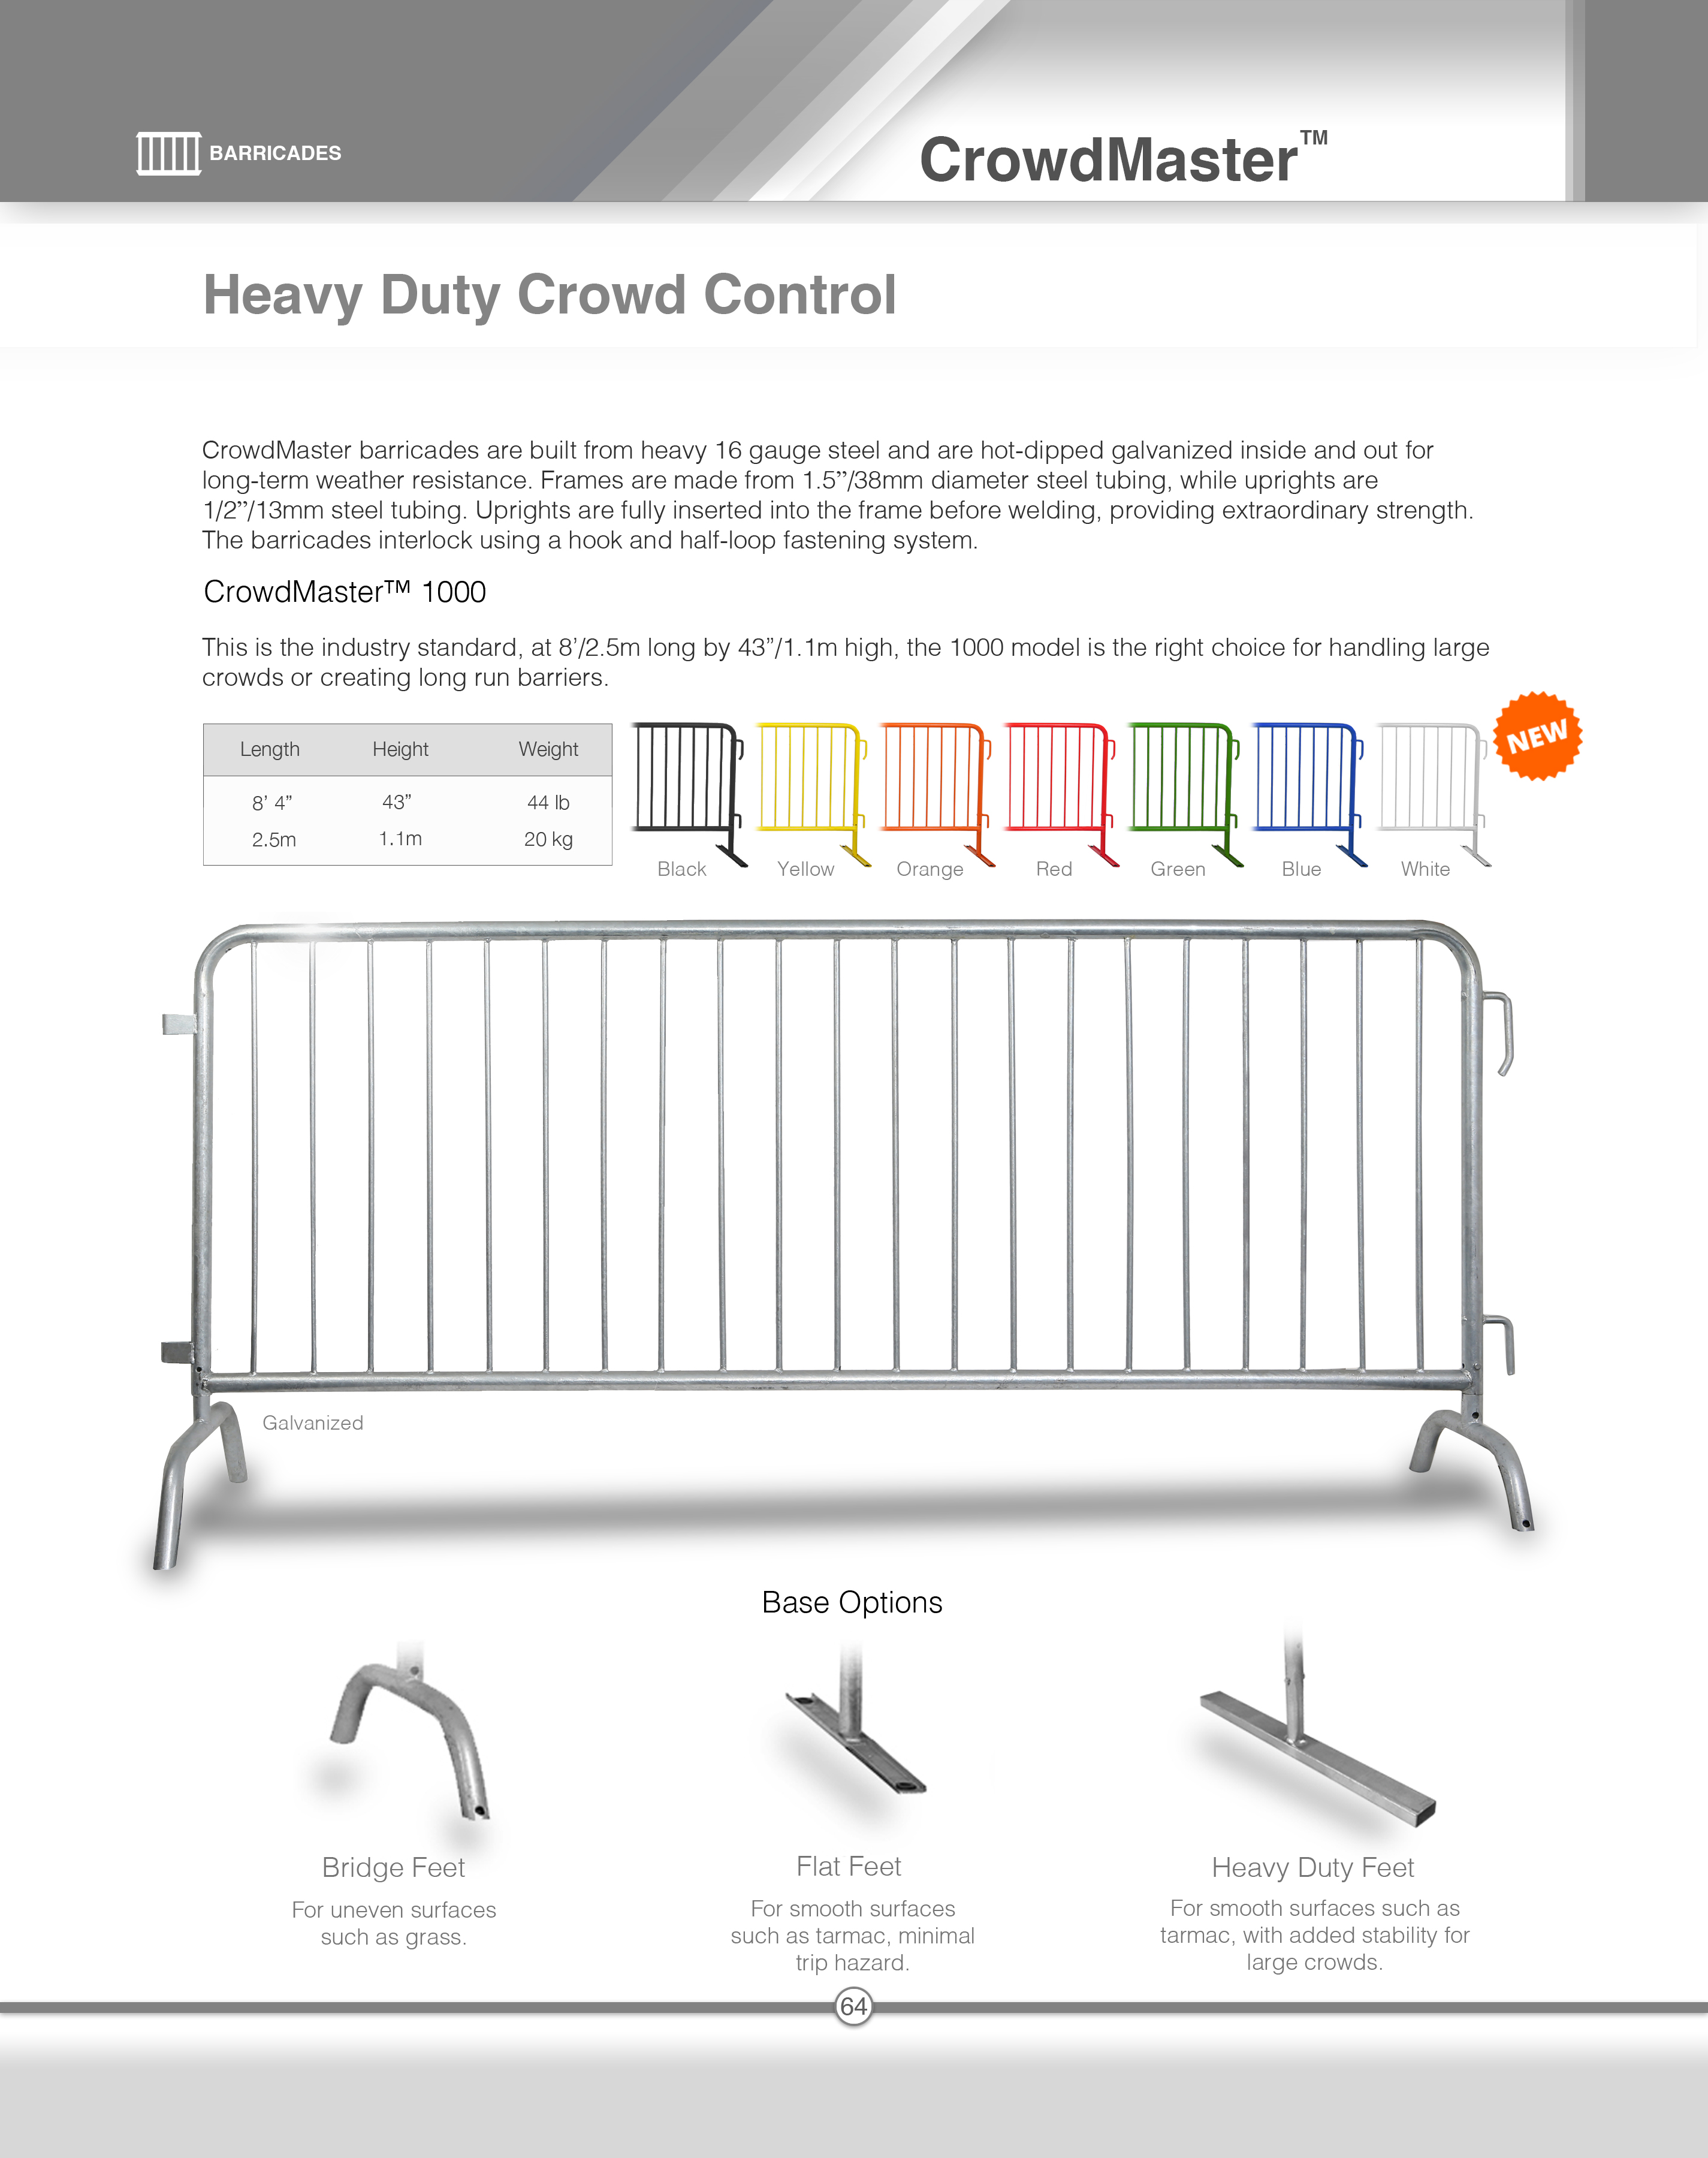 BARRICADES
CrowdMaster™
Heavy Duty Crowd Control
CrowdMaster barricades are built from heavy 16 gauge steel and are hot-dipped galvanized inside and out for
long-term weather resistance. Frames are made from 1.5”/38mm diameter steel tubing, while uprights are
1/2”/13mm steel tubing. Uprights are fully inserted into the frame before welding, providing extraordinary strength.
The barricades interlock using a hook and half-loop fastening system.
CrowdMaster™ 1000
This is the industry standard, at 8’/2.5m long by 43”/1.1m high, the 1000 model is the right choice for handling large
crowds or creating long run barriers.
NEW
Length Height Weight
8’ 4” 43” 44 lb
2.5m 1.1m 20 kg
Black Yellow Orange Red Green Blue White
Galvanized
Base Options
Bridge Feet
For uneven surfaces
such as grass.
Flat Feet
For smooth surfaces
such as tarmac, minimal
trip hazard.
Heavy Duty Feet
For smooth surfaces such as
tarmac, with added stability for
large crowds.
64